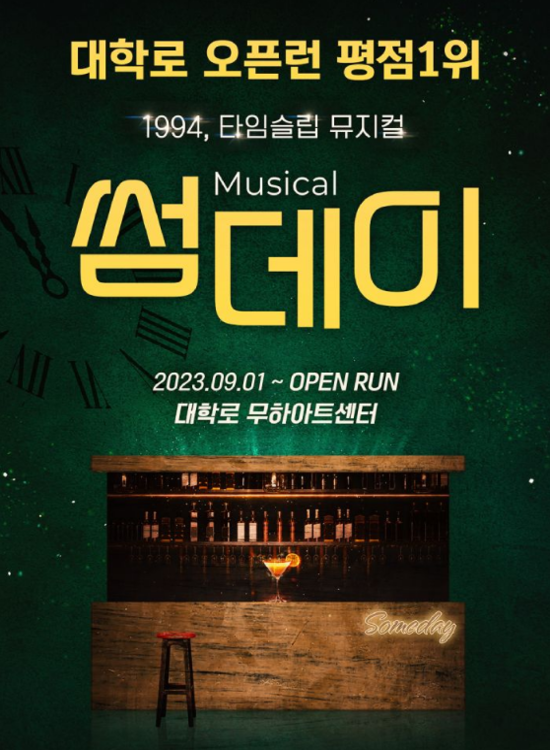 대학로 오픈런 평점1위
1994, 타임슬립 뮤지컬
Musical
썸데이
2023.09.01 ~ OPEN RUN
대학로 무하아트센터
Someday